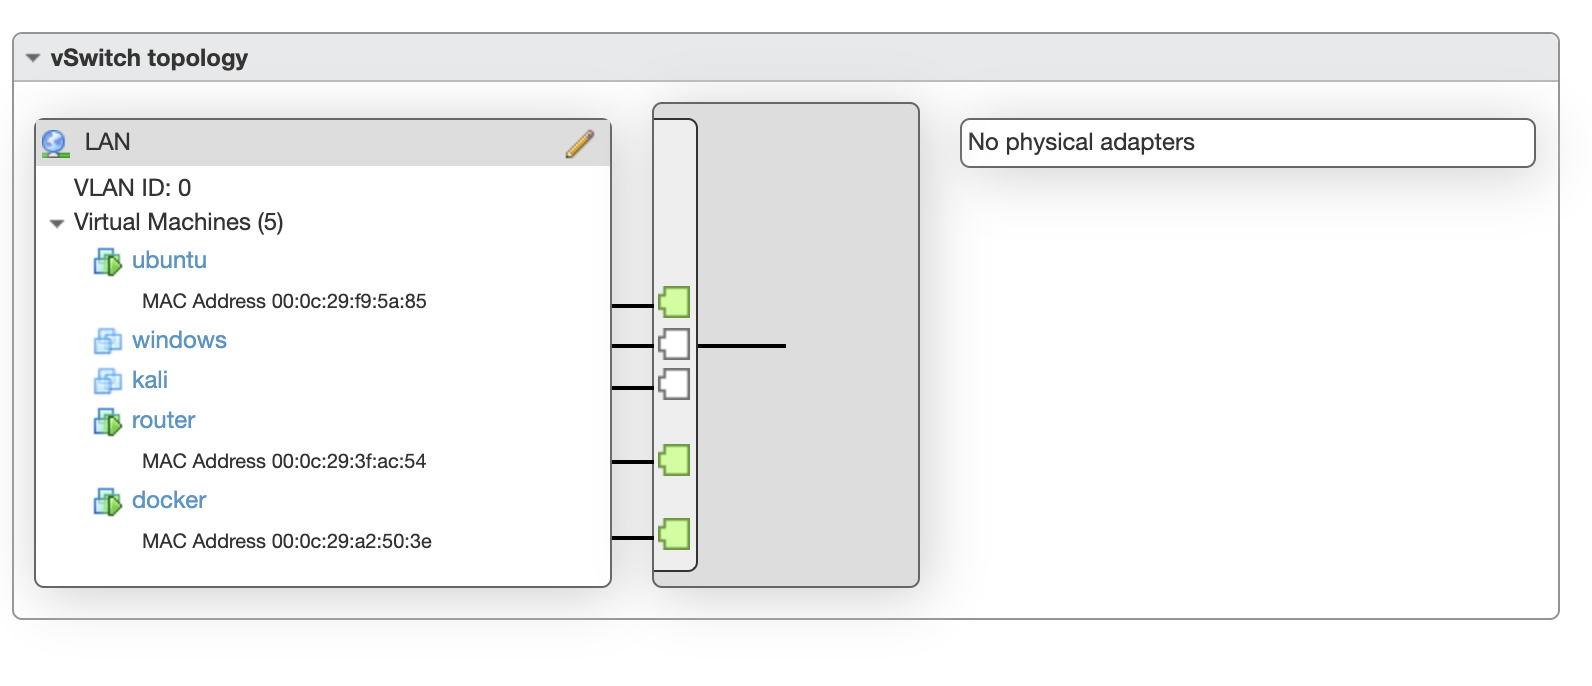 vSwitch topology
LAN
VLAN ID: 0
Virtual Machines (5)
ubuntu
MAC Address 00:0c:29:f9:5a:85
windows
kali
router
MAC Address 00:0c:29:3f:ac:54
docker
MAC Address 00:0c:29:a2:50:3e
No physical adapters